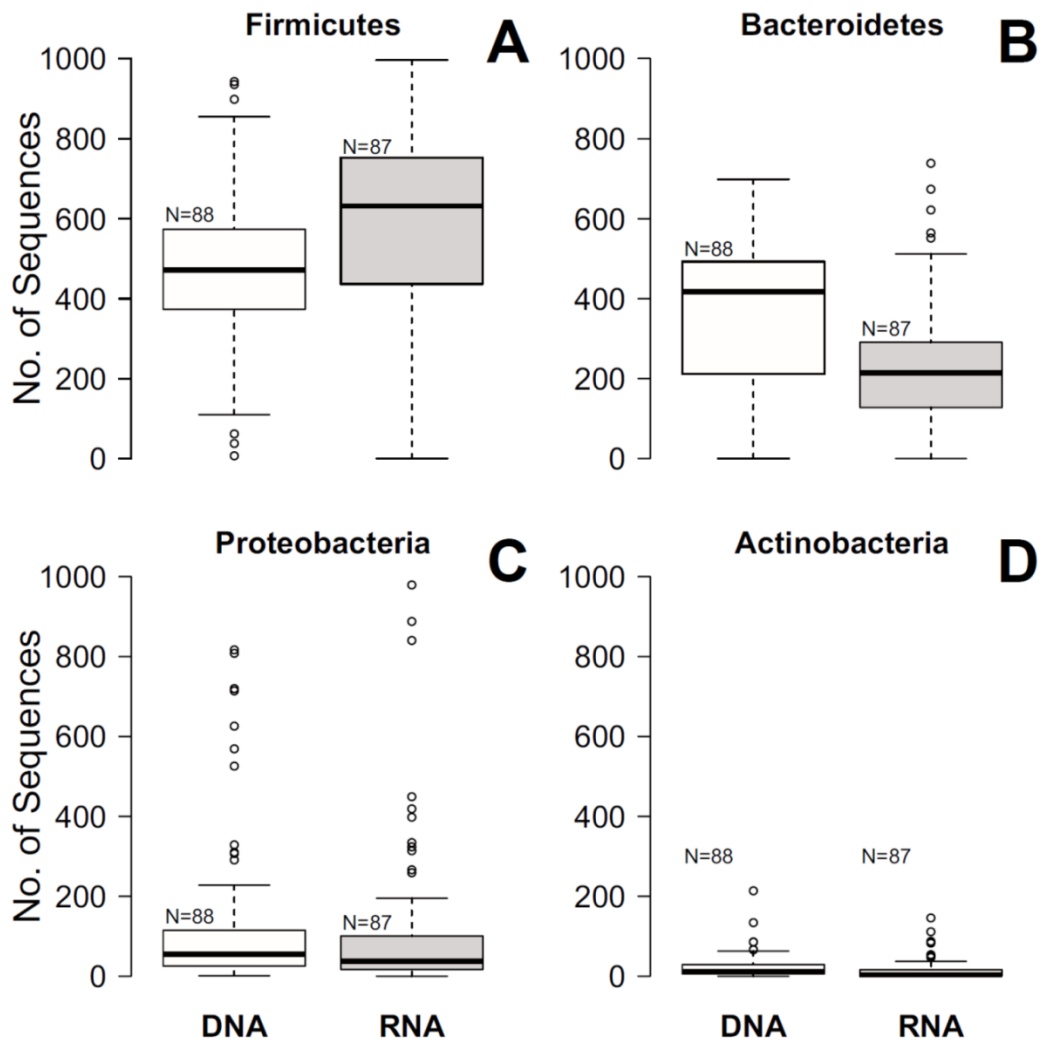 Firmicutes
A
No. of Sequences
1000
800
600
400
200
0
N=88
N=87
Bacteroidetes
B
1000
800
600
400
200
0
N=88
N=87
Proteobacteria
C
No. of Sequences
1000
800
600
400
200
0
N=88
N=87
DNA
RNA
Actinobacteria
D
1000
800
600
400
200
0
N=88
N=87
DNA
RNA